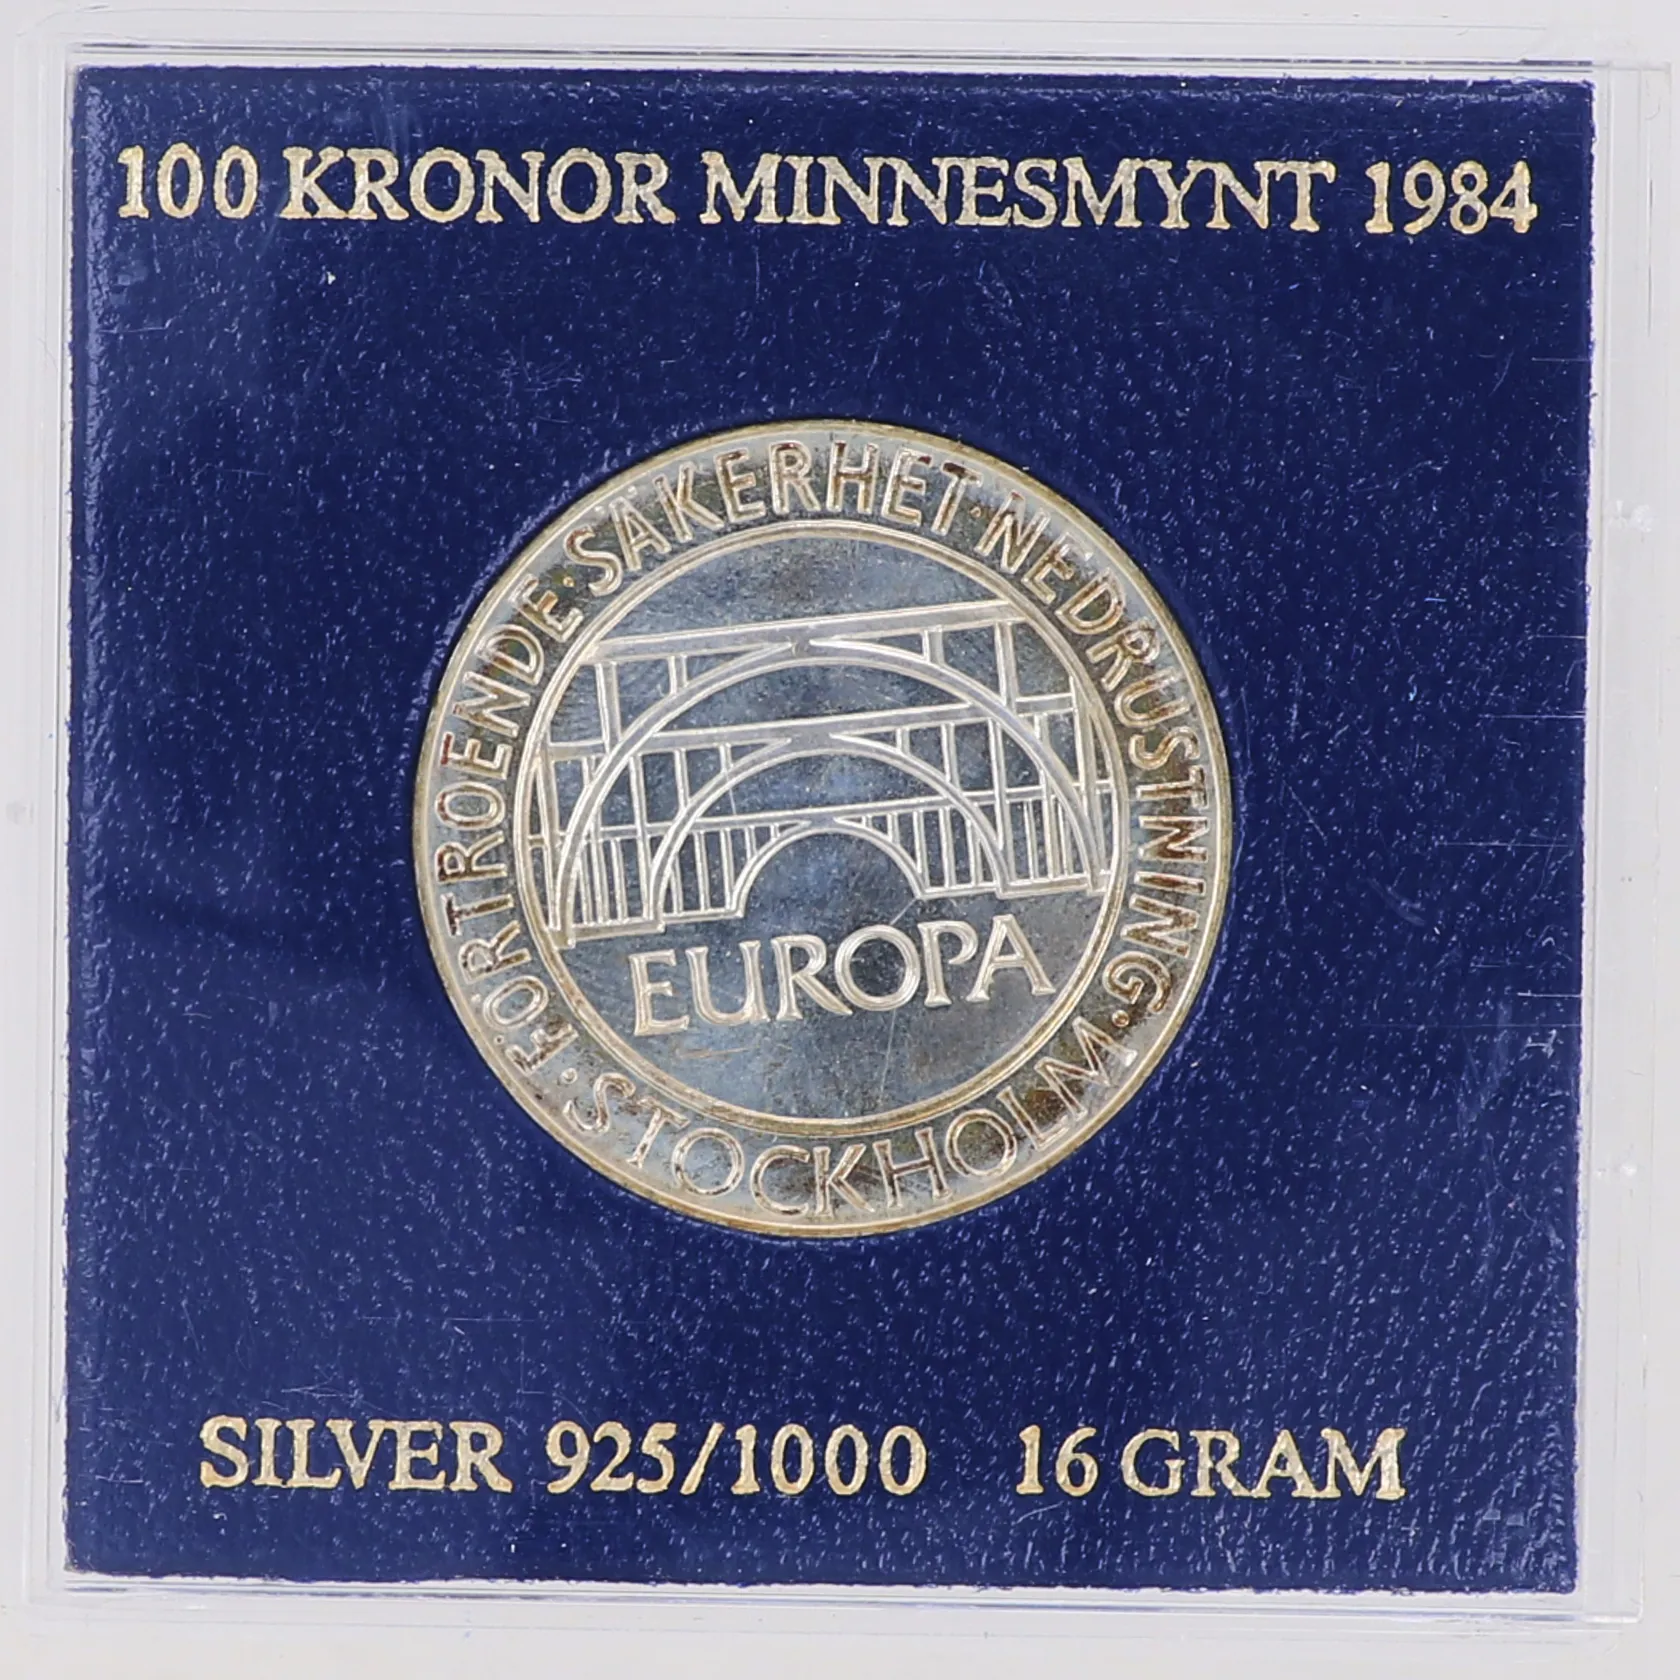 100 KRONOR MINNESMYNT 1984
FÖRTROENDE · SÄKERHET · NEDRUSTNING · STOCKHOLM ·
EUROPA
SILVER 925/1000 16 GRAM